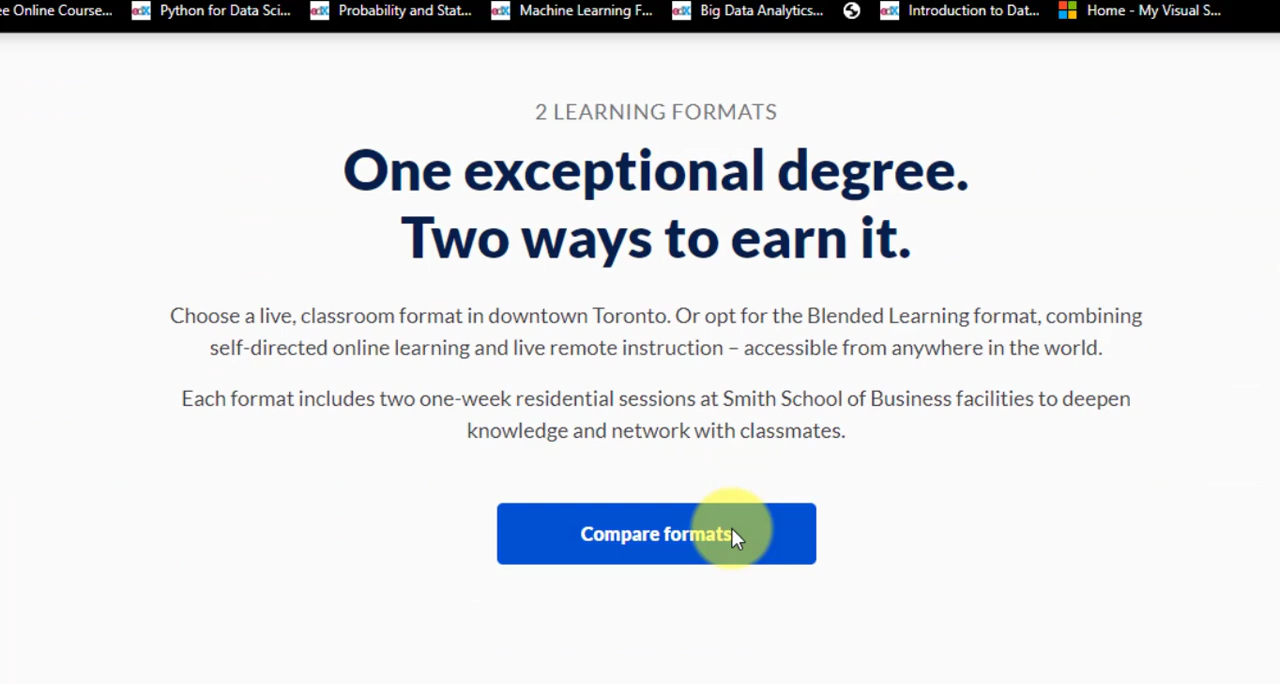 ee Online Course... Python for Data Sci... Probability and Stat... Machine Learning F... Big Data Analytics... Introduction to Dat... Home - My Visual S...
2 LEARNING FORMATS
One exceptional degree.
Two ways to earn it.
Choose a live, classroom format in downtown Toronto. Or opt for the Blended Learning format, combining
self-directed online learning and live remote instruction – accessible from anywhere in the world.
Each format includes two one-week residential sessions at Smith School of Business facilities to deepen
knowledge and network with classmates.
Compare formats